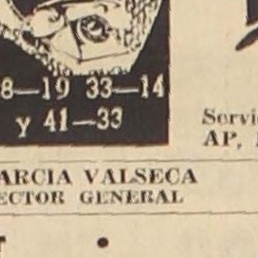 8—19 33—14
y 41—33
Servi
AP,
ARCIA VALSECA
ECTOR GENERAL